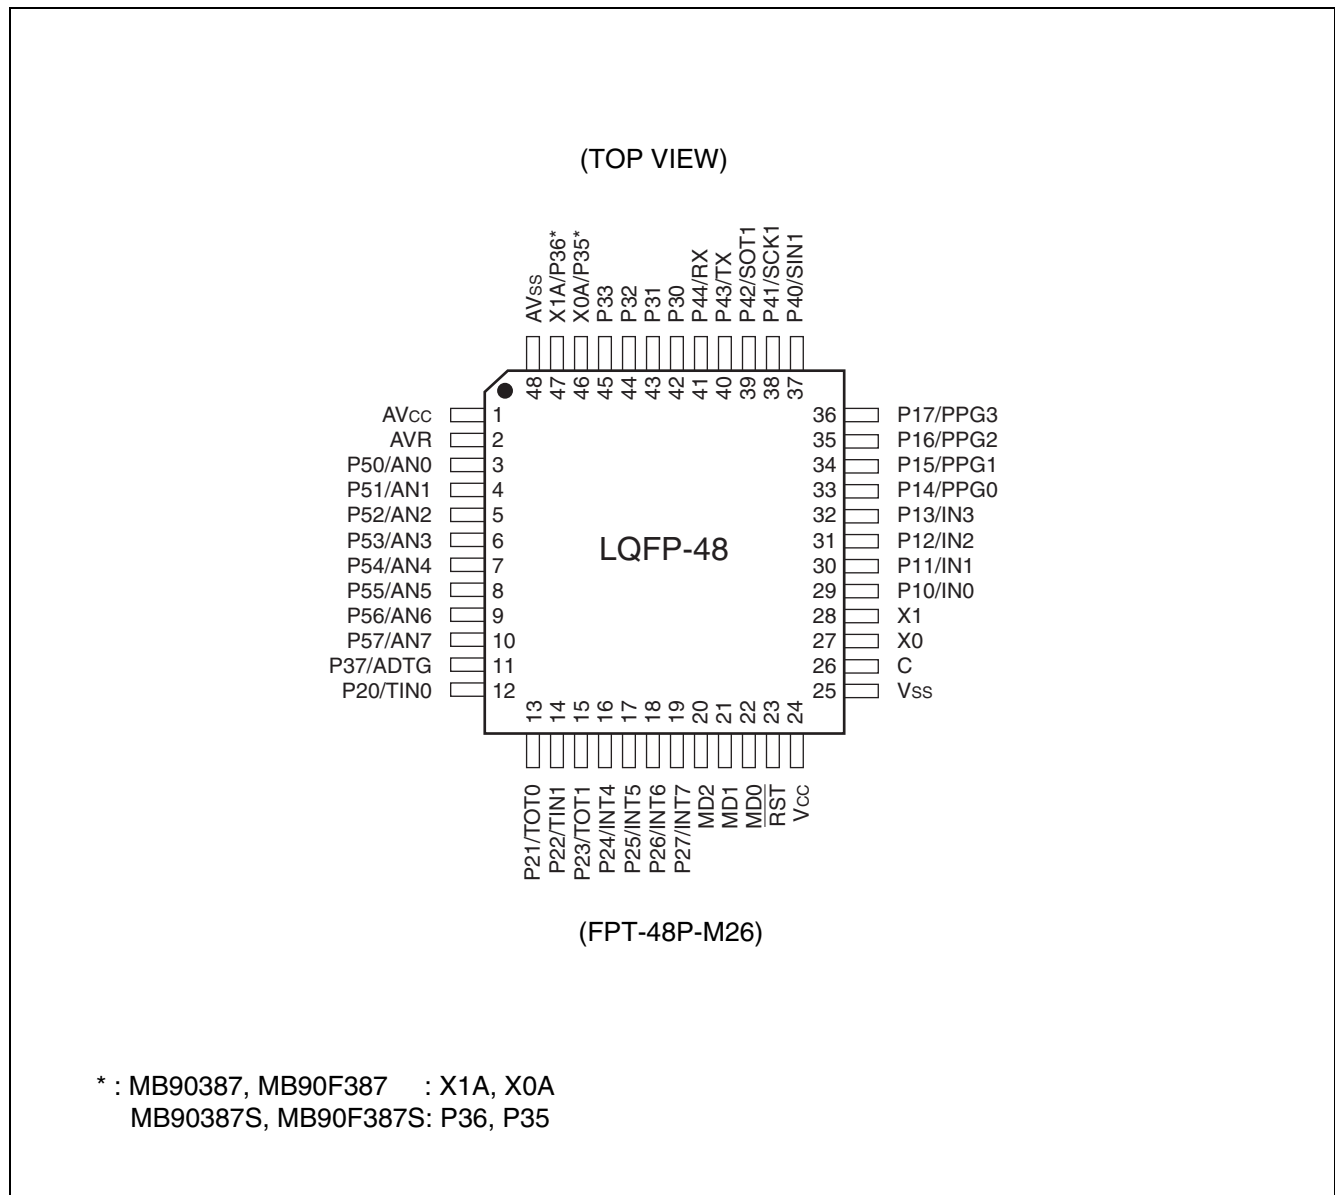 (TOP VIEW)
AVss
X1A/P36*
X0A/P35*
P33
P32
P31
P30
P44/RX
P43/TX
P42/SOT1
P41/SCK1
P40/SIN1
48
47
46
45
44
43
42
41
40
39
38
37
AVcc 1
AVR 2
P50/AN0 3
P51/AN1 4
P52/AN2 5
P53/AN3 6
P54/AN4 7
P55/AN5 8
P56/AN6 9
P57/AN7 10
P37/ADTG 11
P20/TIN0 12
LQFP-48
36 P17/PPG3
35 P16/PPG2
34 P15/PPG1
33 P14/PPG0
32 P13/IN3
31 P12/IN2
30 P11/IN1
29 P10/IN0
28 X1
27 X0
26 C
25 Vss
13
14
15
16
17
18
19
20
21
22
23
24
P21/TOT0
P22/TIN1
P23/TOT1
P24/INT4
P25/INT5
P26/INT6
P27/INT7
MD2
MD1
MD0
RST
Vcc
(FPT-48P-M26)
* : MB90387, MB90F387 : X1A, X0A
MB90387S, MB90F387S: P36, P35